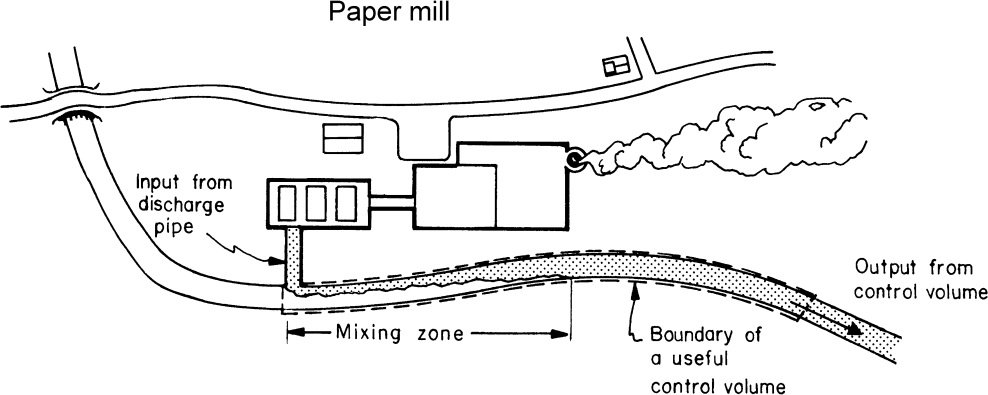 Paper mill
Input from
discharge
pipe
Mixing zone
Boundary of
a useful
control volume
Output from
control volume